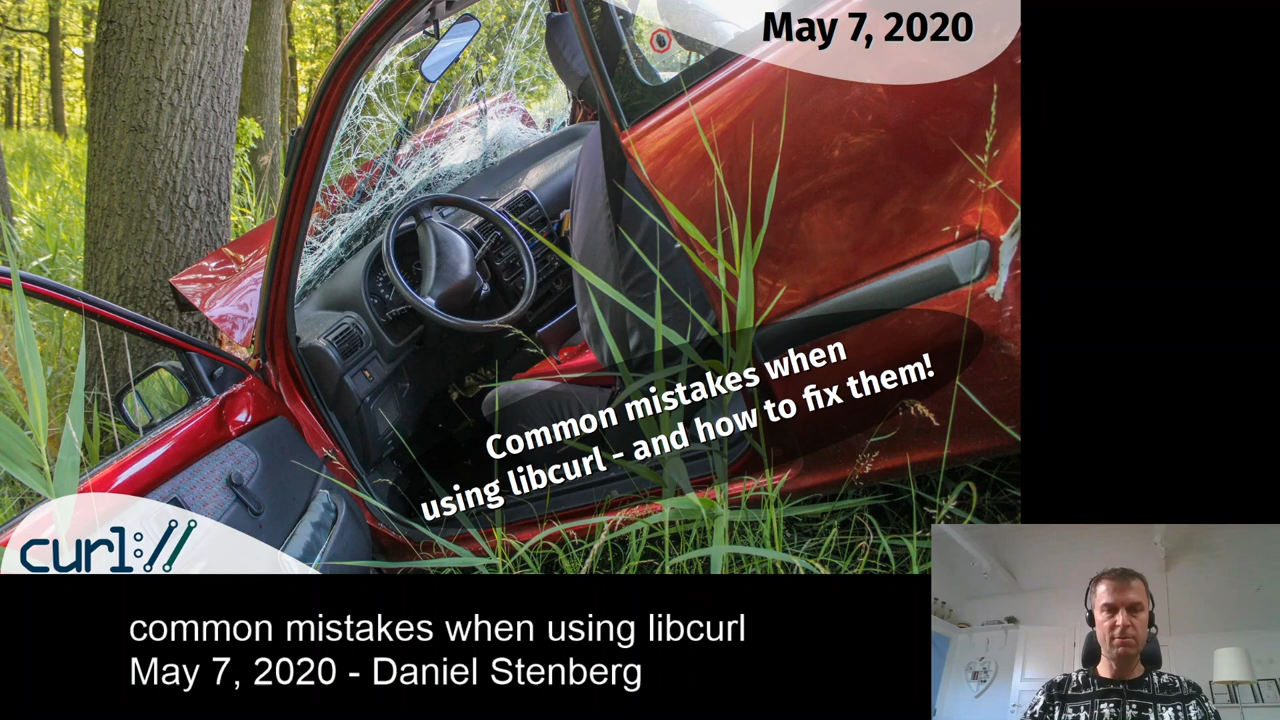 May 7, 2020
Common mistakes when
using libcurl - and how to fix them!
curl://
common mistakes when using libcurl
May 7, 2020 - Daniel Stenberg